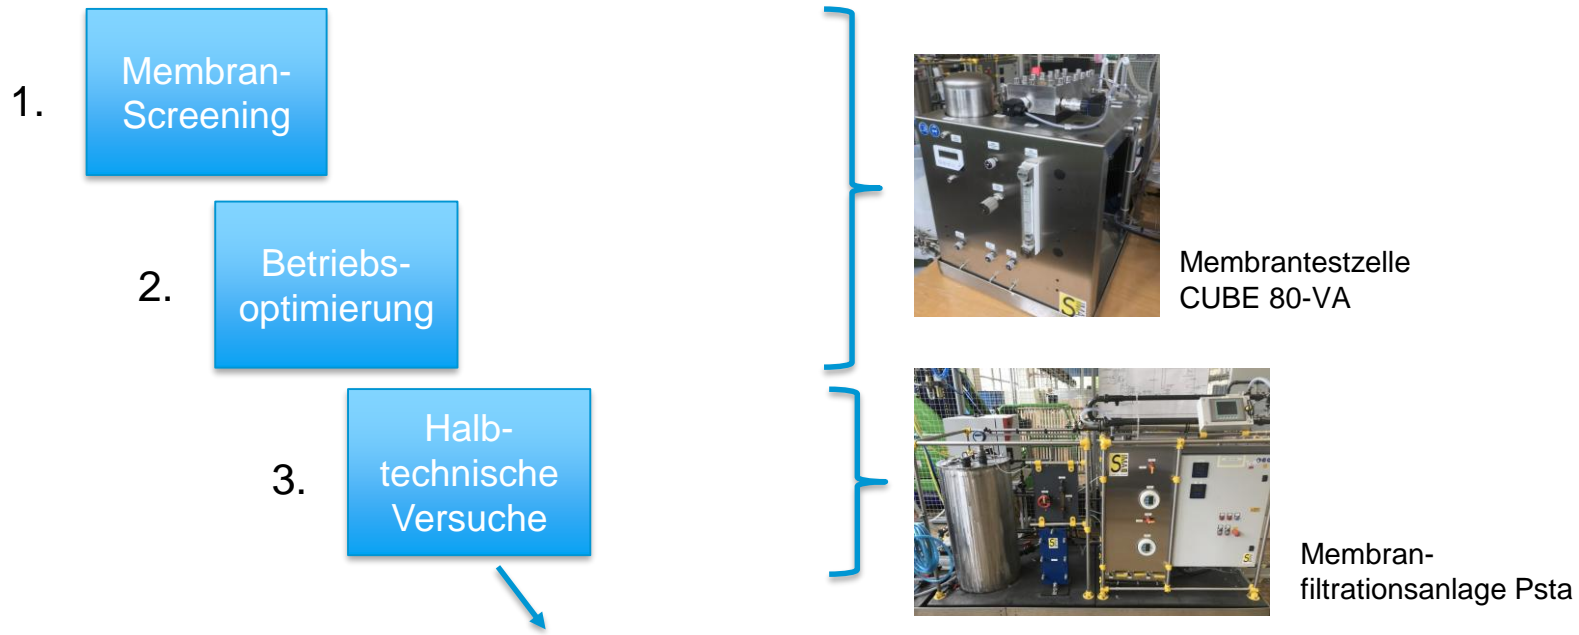 1.
Membran-
Screening
2.
Betriebs-
optimierung
3.
Halb-
technische
Versuche
Membrantestzelle
CUBE 80-VA
Membran-
filtrationsanlage Psta